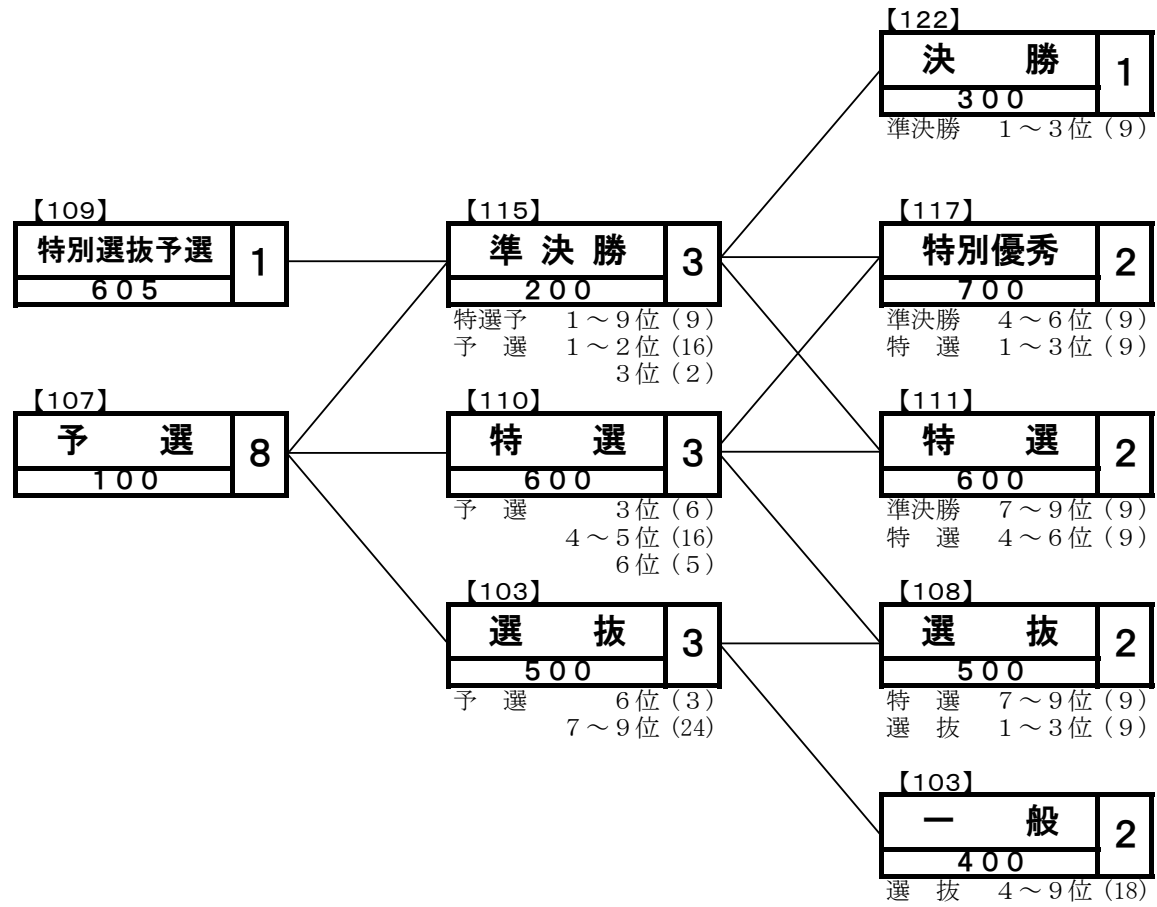 【109】
特別選抜予選 1
605
【107】
予 選 8
100
【115】
準決勝 3
200
特選予 1～9位(9)
予 選 1～2位(16)
3位(2)
【110】
特 選 3
600
予 選 3位(6)
4～5位(16)
6位(5)
【103】
選 抜 3
500
予 選 6位(3)
7～9位(24)
【122】
決 勝 1
300
準決勝 1～3位(9)
【117】
特別優秀 2
700
準決勝 4～6位(9)
特 選 1～3位(9)
【111】
特 選 2
600
準決勝 7～9位(9)
特 選 4～6位(9)
【108】
選 抜 2
500
特 選 7～9位(9)
選 抜 1～3位(9)
【103】
一 般 2
400
選 抜 4～9位(18)